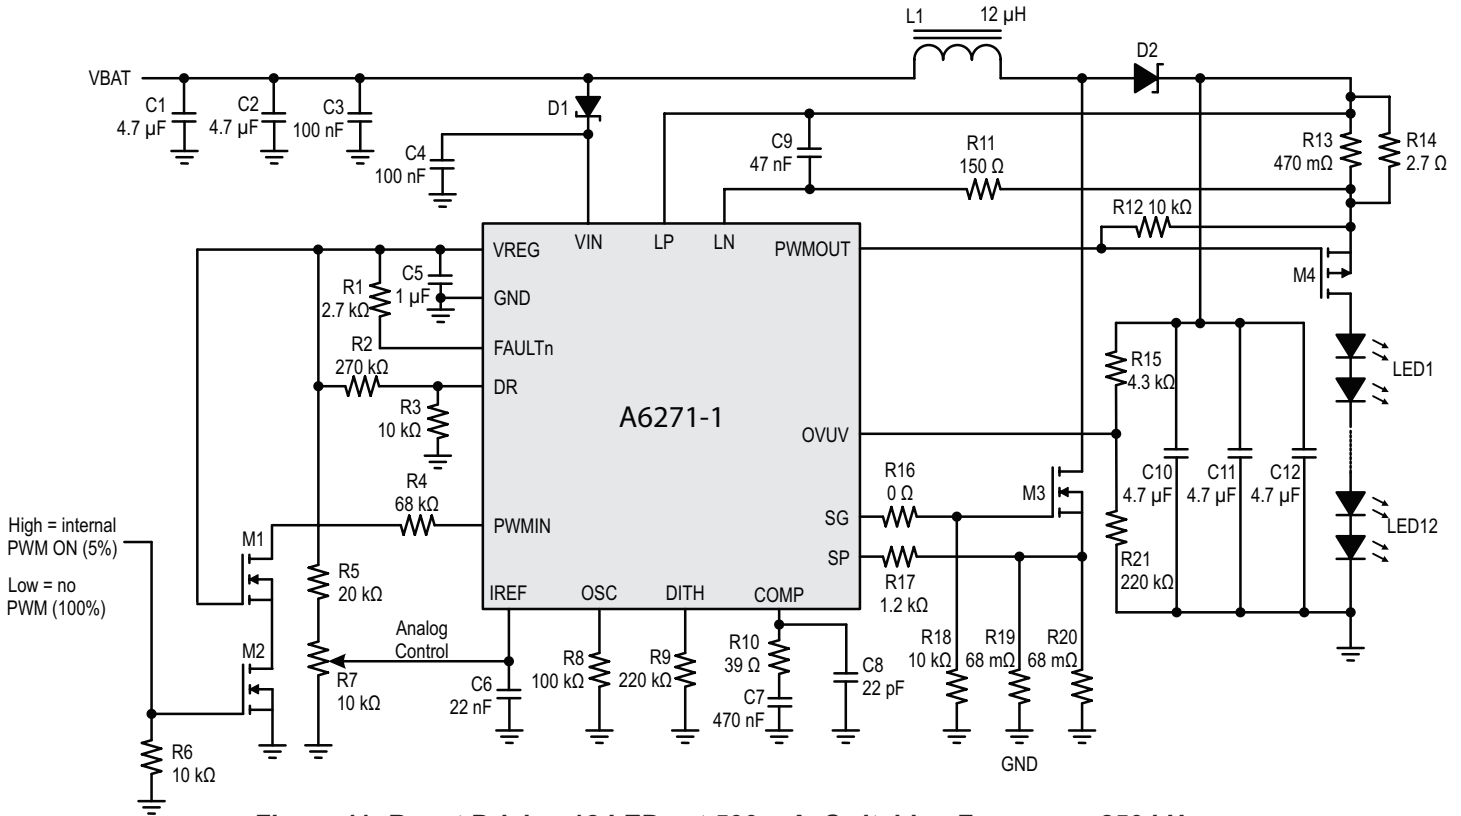 L1 12 µH
D2
VBAT
C1
4.7 µF
C2
4.7 µF
C3
100 nF
D1
C4
100 nF
C9
47 nF
R11
150 Ω
R13
470 mΩ
R14
2.7 Ω
R12 10 kΩ
M4
VIN
LP
LN
PWMOUT
VREG
GND
FAULTn
DR
PWMIN
IREF
OSC
DITH
COMP
OVUV
SG
SP
A6271-1
R1
2.7 kΩ
C5
1 µF
R2
270 kΩ
R3
10 kΩ
R4
68 kΩ
High = internal
PWM ON (5%)
Low = no
PWM (100%)
M1
M2
R5
20 kΩ
R7
10 kΩ
Analog
Control
R6
10 kΩ
C6
22 nF
R8
100 kΩ
R9
220 kΩ
R10
39 Ω
C7
470 nF
C8
22 pF
R16
0 Ω
R17
1.2 kΩ
M3
R18
10 kΩ
R19
68 mΩ
R20
68 mΩ
GND
R15
4.3 kΩ
R21
220 kΩ
C10
4.7 µF
C11
4.7 µF
C12
4.7 µF
LED1
LED12